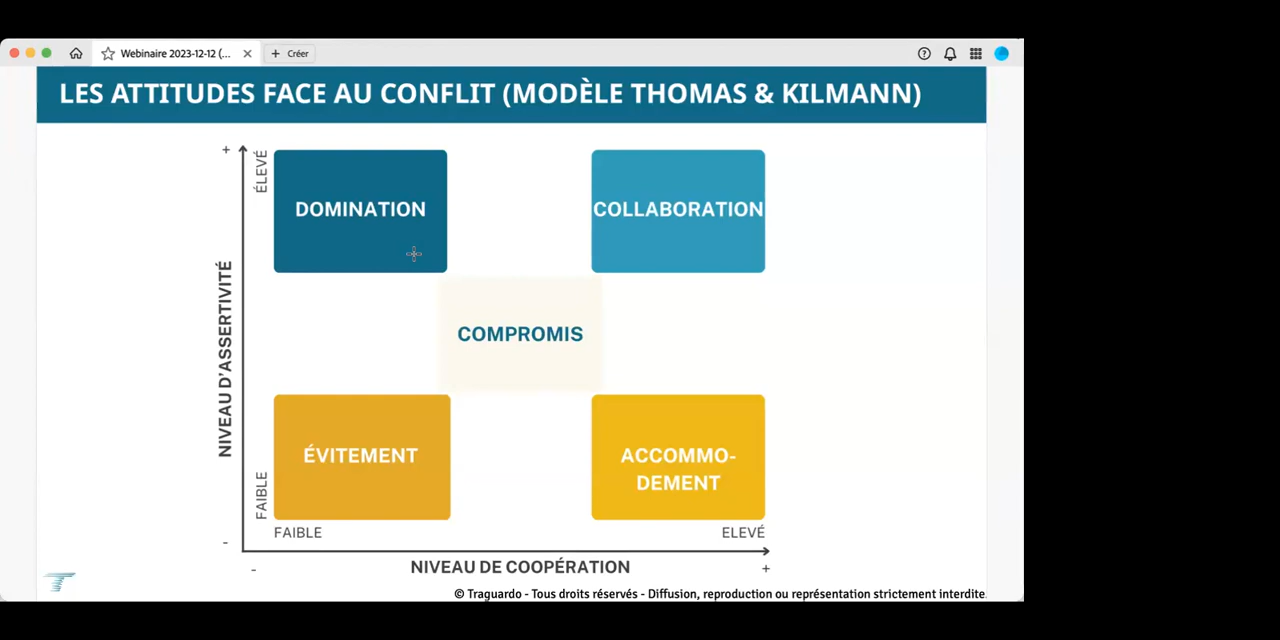 Webinaire 2023-12-12 (...
Créer
LES ATTITUDES FACE AU CONFLIT (MODÈLE THOMAS & KILMANN)
+
ÉLEVÉ
DOMINATION
COLLABORATION
NIVEAU D'ASSERTIVITÉ
COMPROMIS
ÉVITEMENT
ACCOMMO-
DEMENT
FAIBLE
-
FAIBLE
ELEVÉ
-
NIVEAU DE COOPÉRATION
+
© Traguardo - Tous droits réservés - Diffusion, reproduction ou représentation strictement interdite.